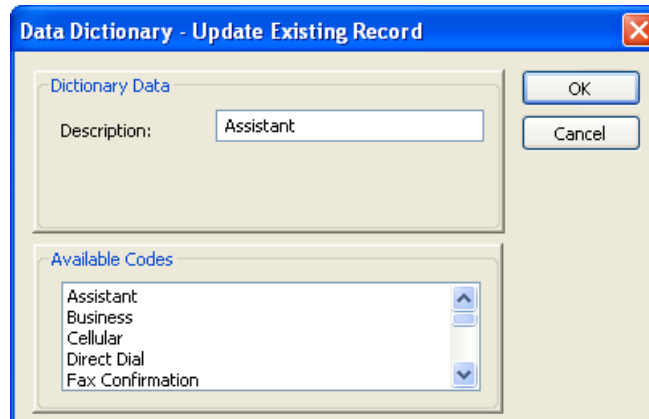 Data Dictionary - Update Existing Record
Dictionary Data
OK
Description: Assistant
Cancel
Available Codes
Assistant
Business
Cellular
Direct Dial
Fax Confirmation